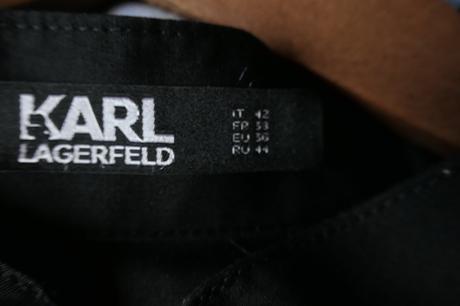 KARL
LAGERFELD
IT 42
FR 38
EU 36
RU 44